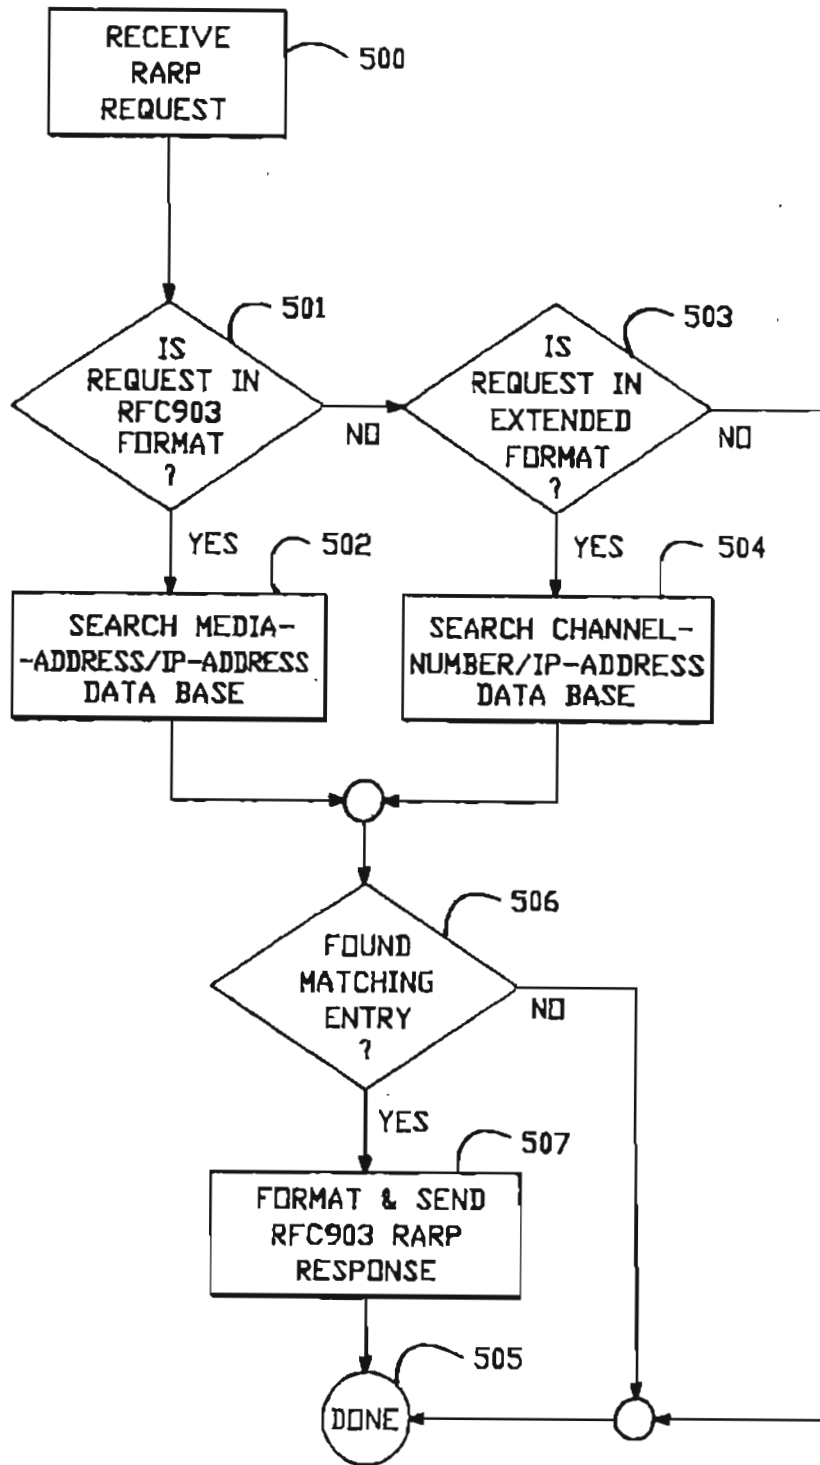 RECEIVE
RARP
REQUEST
500
501
IS
REQUEST IN
RFC903
FORMAT
?
NO
503
IS
REQUEST IN
EXTENDED
FORMAT
?
NO
YES
502
SEARCH MEDIA-
-ADDRESS/IP-ADDRESS
DATA BASE
YES
504
SEARCH CHANNEL-
NUMBER/IP-ADDRESS
DATA BASE
506
FOUND
MATCHING
ENTRY
?
NO
YES
507
FORMAT & SEND
RFC903 RARP
RESPONSE
505
DONE